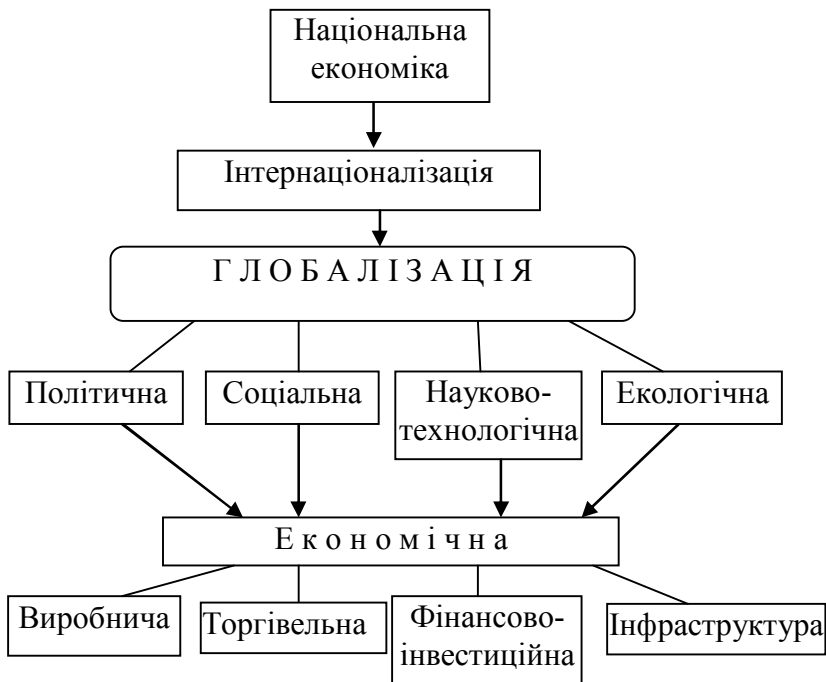 Національна
економіка
Інтернаціоналізація
Г Л О Б А Л І З А Ц І Я
Політична
Соціальна
Науково-
технологічна
Екологічна
Е к о н о м і ч н а
Виробнича
Торгівельна
Фінансово-
інвестиційна
Інфраструктура